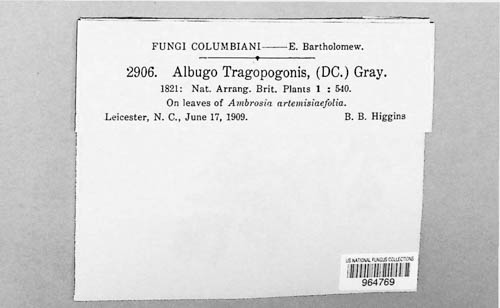 FUNGI COLUMBIANI——E. Bartholomew.
2906. Albugo Tragopogonis, (DC.) Gray.
1821: Nat. Arrang. Brit. Plants 1 : 540.
On leaves of Ambrosia artemisiaefolia.
Leicester, N. C., June 17, 1909. B. B. Higgins
US NATIONAL FUNGUS COLLECTIONS
964769